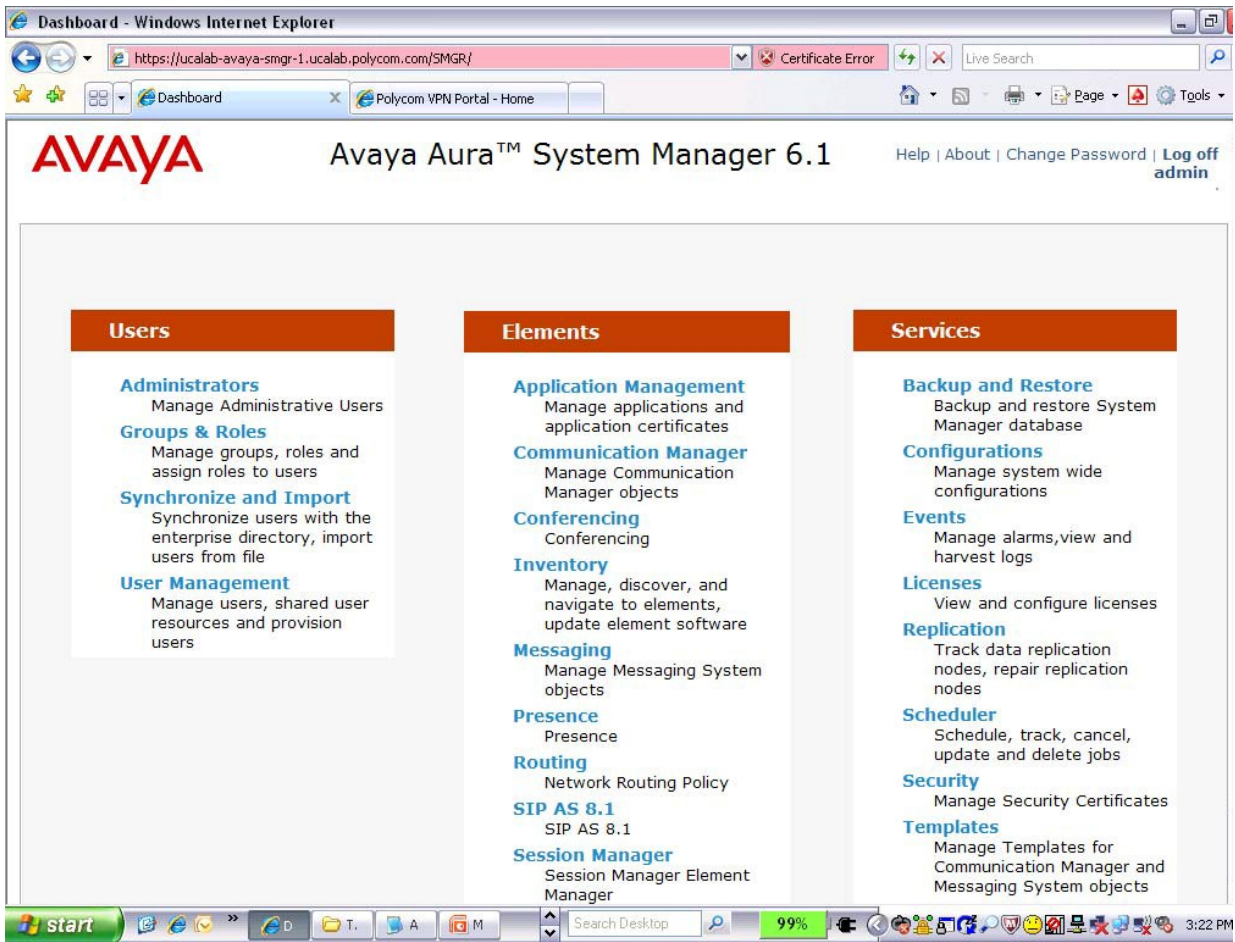 Dashboard - Windows Internet Explorer
https://ucalab-avaya-smgr-1.ucalab.polycom.com/SMGR/
Certificate Error
Live Search
Dashboard
Polycom VPN Portal - Home
Page
Tools
AVAYA
Avaya Aura™ System Manager 6.1
Help | About | Change Password | Log off
admin
Users
Administrators
Manage Administrative Users
Groups & Roles
Manage groups, roles and
assign roles to users
Synchronize and Import
Synchronize users with the
enterprise directory, import
users from file
User Management
Manage users, shared user
resources and provision
users
Elements
Application Management
Manage applications and
application certificates
Communication Manager
Manage Communication
Manager objects
Conferencing
Conferencing
Inventory
Manage, discover, and
navigate to elements,
update element software
Messaging
Manage Messaging System
objects
Presence
Presence
Routing
Network Routing Policy
SIP AS 8.1
SIP AS 8.1
Session Manager
Session Manager Element
Manager
Services
Backup and Restore
Backup and restore System
Manager database
Configurations
Manage system wide
configurations
Events
Manage alarms,view and
harvest logs
Licenses
View and configure licenses
Replication
Track data replication
nodes, repair replication
nodes
Scheduler
Schedule, track, cancel,
update and delete jobs
Security
Manage Security Certificates
Templates
Manage Templates for
Communication Manager and
Messaging System objects
start
»
D
T.
A
M
Search Desktop
99%
3:22 PM